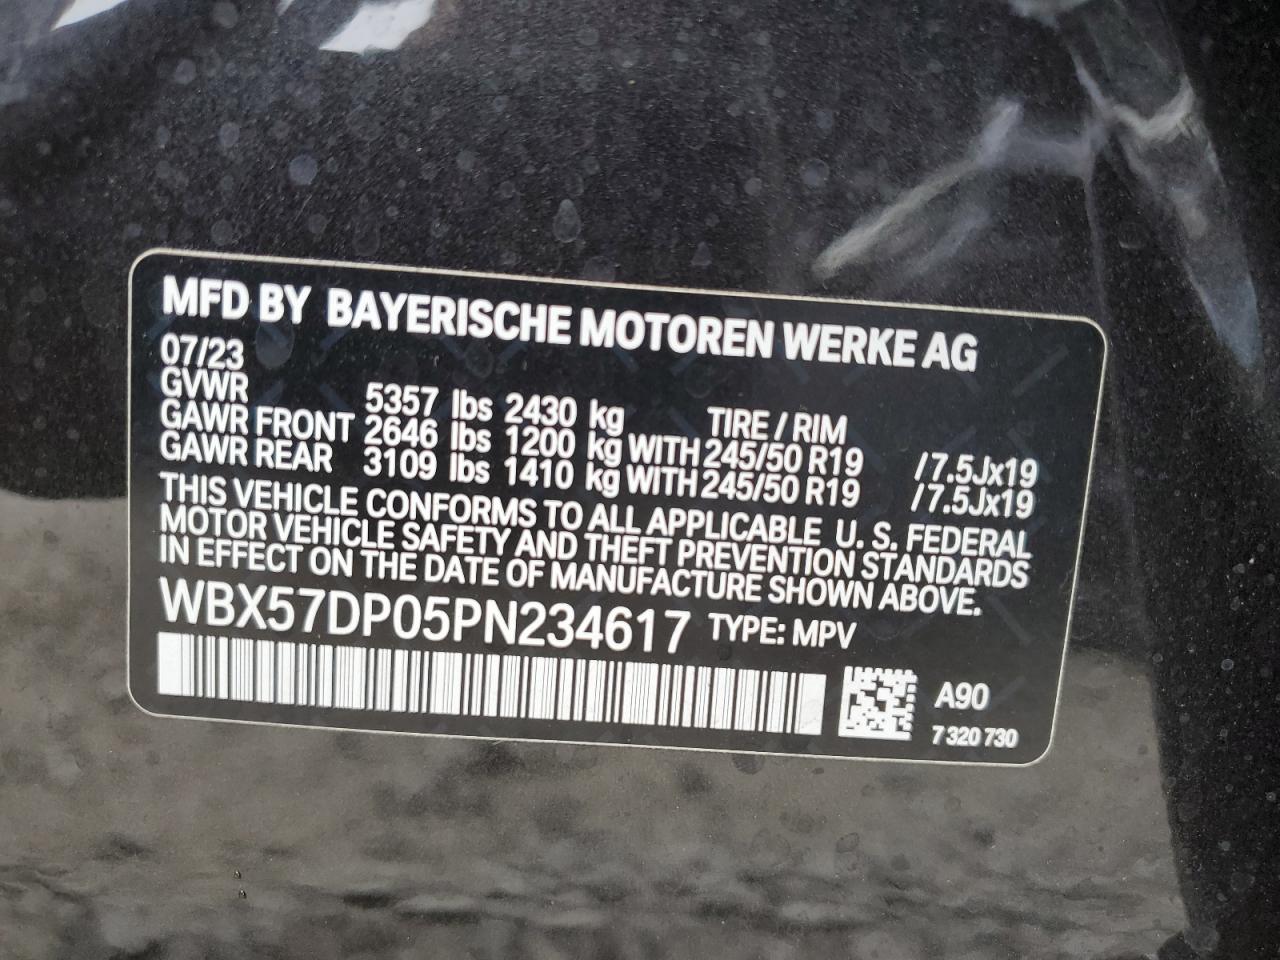 MFD BY BAYERISCHE MOTOREN WERKE AG
07/23
GVWR 5357 lbs 2430 kg TIRE / RIM
GAWR FRONT 2646 lbs 1200 kg WITH 245/50 R19 /7.5Jx19
GAWR REAR 3109 lbs 1410 kg WITH 245/50 R19 /7.5Jx19
THIS VEHICLE CONFORMS TO ALL APPLICABLE U. S. FEDERAL
MOTOR VEHICLE SAFETY AND THEFT PREVENTION STANDARDS
IN EFFECT ON THE DATE OF MANUFACTURE SHOWN ABOVE.
WBX57DP05PN234617 TYPE: MPV
A90
7 320 730